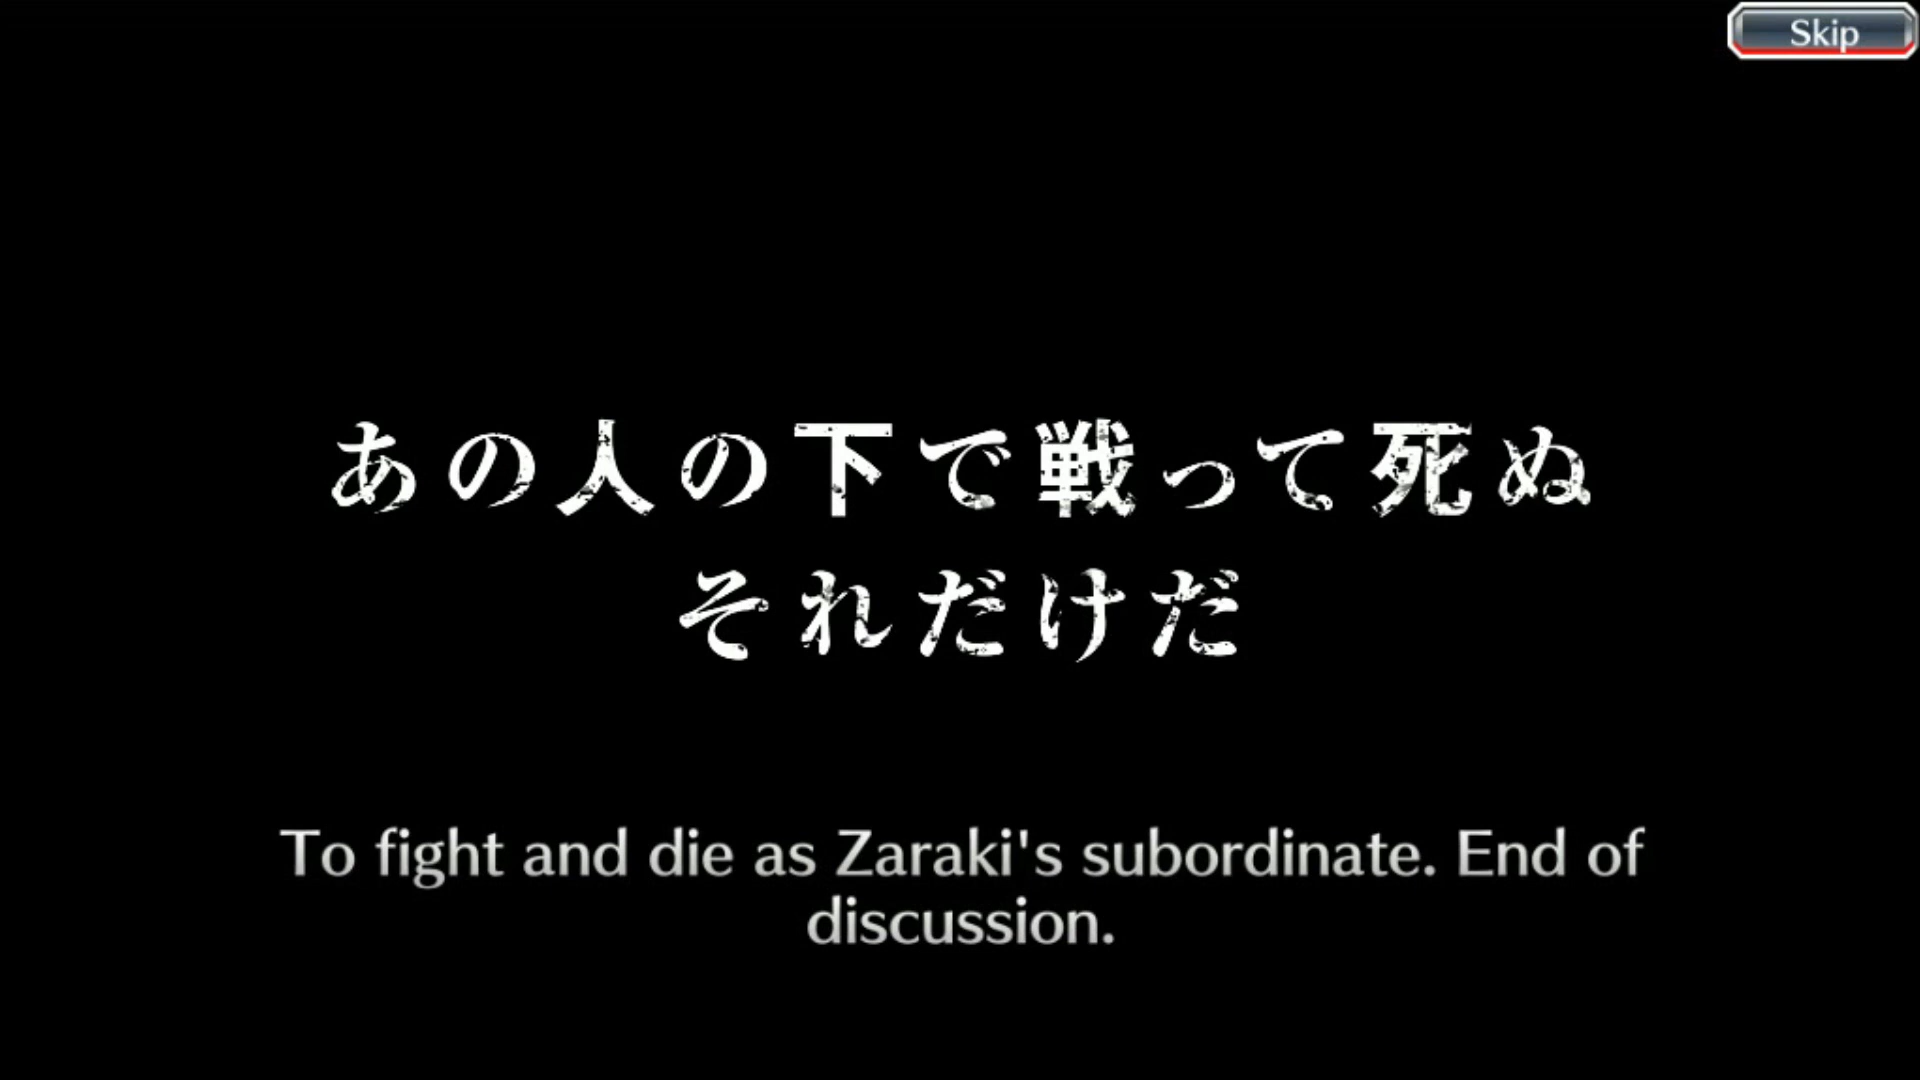 Skip
あの人の下で戦って死ぬ
それだけだ
To fight and die as Zaraki's subordinate. End of
discussion.